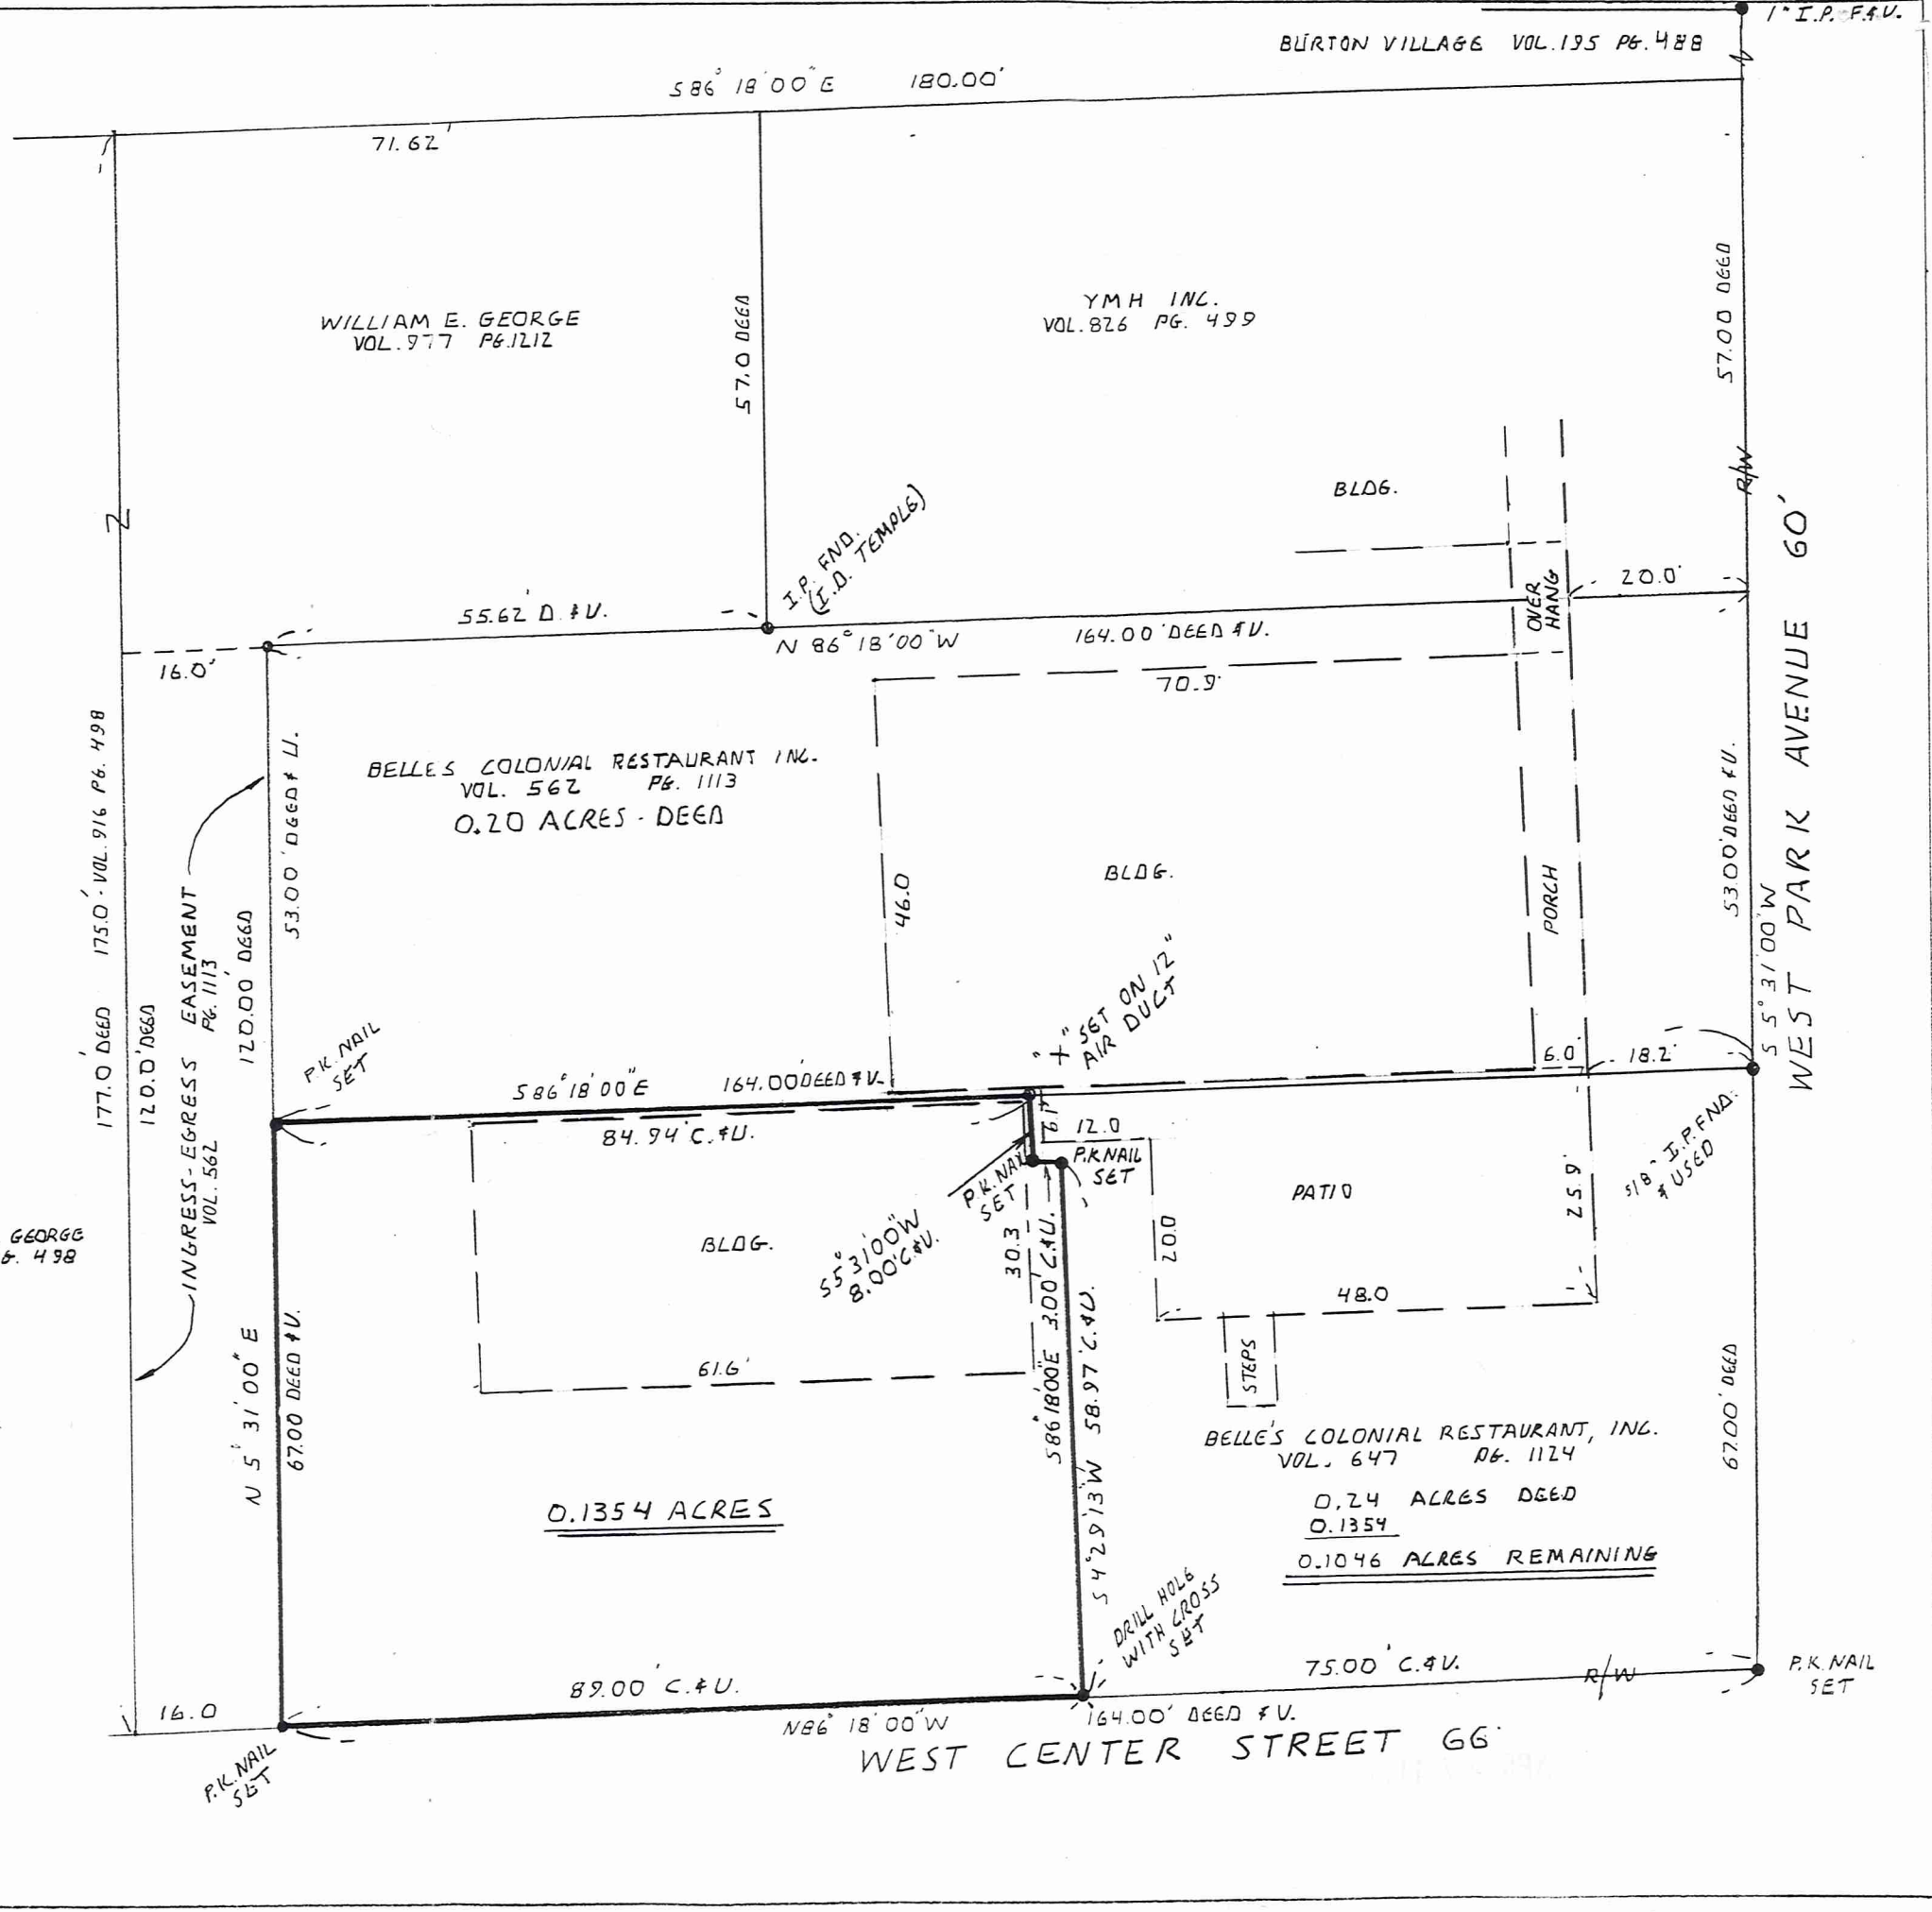 1" I.P. F.&U.
BURTON VILLAGE VOL.195 PG.488
S86° 18' 00" E 180.00'
71.62'
WILLIAM E. GEORGE
VOL.977 PG.1212
57.0 DEED
YMH INC.
VOL.826 PG. 499
57.00 DEED
R/W
BLDG.
I.P. FND.
(I.D. TEMPLE)
OVER
HANG
20.0'
55.62' D.&U.
N 86° 18' 00" W
164.00' DEED &U.
16.0'
70.9'
WEST PARK AVENUE 60'
177.0' DEED 175.0'-VOL. 916 PG. 498
120.0' DEED
INGRESS-EGRESS EASEMENT
VOL.562 PG.1113
120.00' DEED
53.00' DEED & U.
BELLES COLONIAL RESTAURANT INC.
VOL. 562 PG. 1113
0.20 ACRES - DEED
46.0
BLDG.
PORCH
53.00' DEED &U.
S 5° 31' 00" W
"X" SET ON 12"
AIR DUCT
P.K. NAIL
SET
S86° 18' 00" E
164.00 DEED &U.
6.0'
18.2'
84.94' C.&U.
6.1
12.0
P.K NAIL
SET
P.K. NAIL
SET
PATIO
25.9'
5/8" I.P. FND.
& USED
GEORGE
G. 498
BLDG.
S5° 31' 00" W
8.00' C.&U.
30.3
S86° 18' 00" E 3.00' C.&U.
20.0
48.0
STEPS
61.6'
N 5° 31' 00" E
67.00 DEED &U.
S 4° 29' 13" W 58.97' C.&U.
67.00' DEED
BELLE'S COLONIAL RESTAURANT, INC.
VOL. 647 PG. 1124
0.24 ACRES DEED
0.1354
0.1046 ACRES REMAINING
0.1354 ACRES
DRILL HOLE
WITH CROSS
SET
75.00' C.&U.
R/W
P.K. NAIL
SET
89.00' C.&U.
16.0
N86° 18' 00" W
164.00' DEED & U.
WEST CENTER STREET 66'
P.K. NAIL
SET